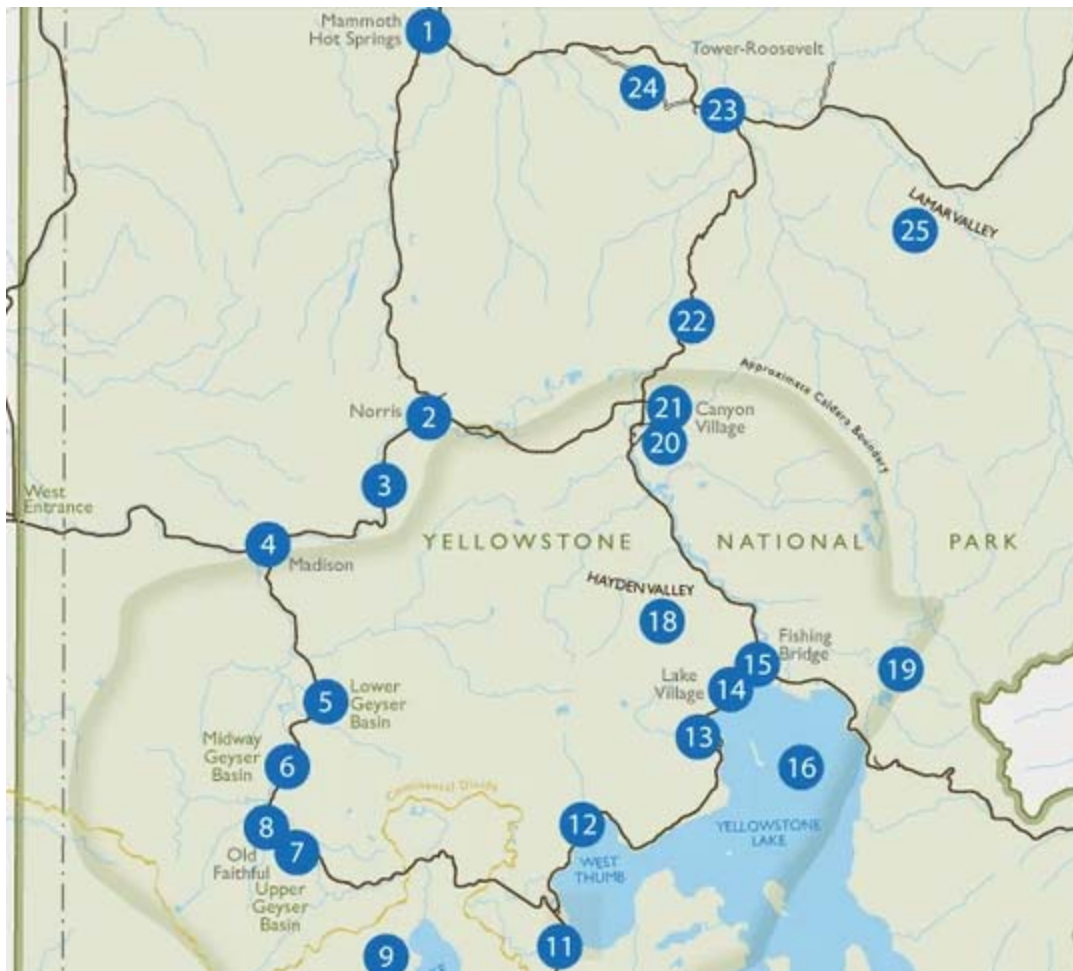 Mammoth
Hot Springs
1
Tower-Roosevelt
24
23
LAMAR VALLEY
25
22
Approximate Caldera Boundary
Norris
2
21
Canyon
Village
20
3
West
Entrance
4
Madison
YELLOWSTONE NATIONAL PARK
HAYDEN VALLEY
18
Fishing
Bridge
15
19
Lake
Village
14
5
Lower
Geyser
Basin
13
Midway
Geyser
Basin
6
16
Continental Divide
8
12
YELLOWSTONE
LAKE
Old
Faithful
7
WEST
THUMB
Upper
Geyser
Basin
11
9